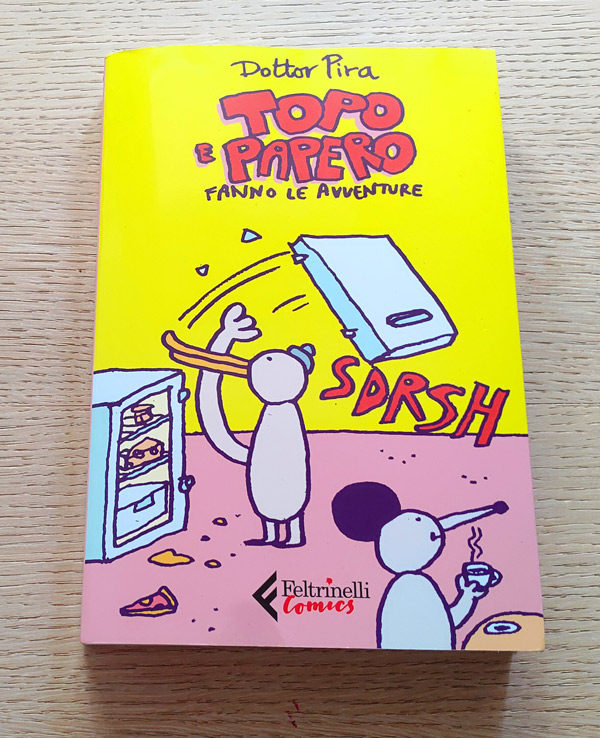 Dottor Pira
TOPO
E PAPERO
FANNO LE AVVENTURE
SDRSH
Feltrinelli
Comics